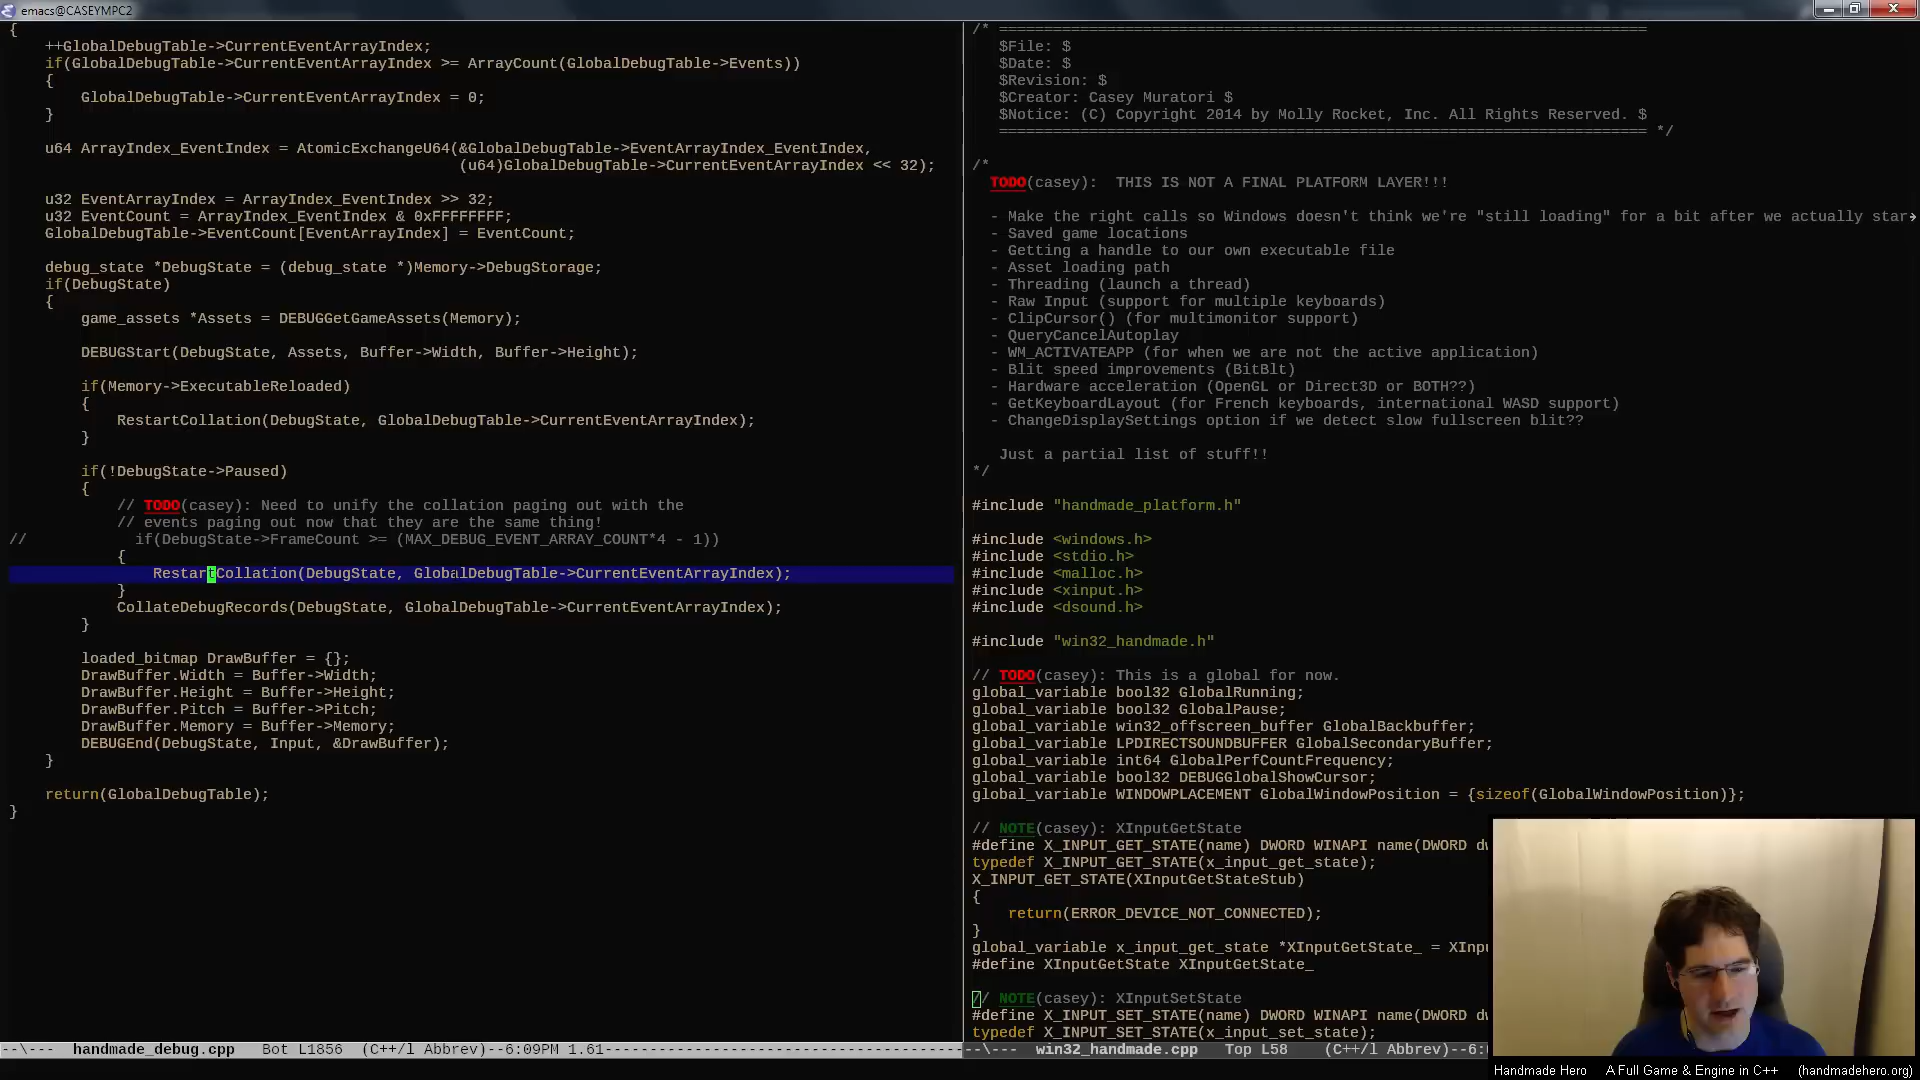 emacs@CASEYMPC2
{
++GlobalDebugTable->CurrentEventArrayIndex;
if(GlobalDebugTable->CurrentEventArrayIndex >= ArrayCount(GlobalDebugTable->Events))
{
GlobalDebugTable->CurrentEventArrayIndex = 0;
}
u64 ArrayIndex_EventIndex = AtomicExchangeU64(&GlobalDebugTable->EventArrayIndex_EventIndex,
(u64)GlobalDebugTable->CurrentEventArrayIndex << 32);
u32 EventArrayIndex = ArrayIndex_EventIndex >> 32;
u32 EventCount = ArrayIndex_EventIndex & 0xFFFFFFFF;
GlobalDebugTable->EventCount[EventArrayIndex] = EventCount;
debug_state *DebugState = (debug_state *)Memory->DebugStorage;
if(DebugState)
{
game_assets *Assets = DEBUGGetGameAssets(Memory);
DEBUGStart(DebugState, Assets, Buffer->Width, Buffer->Height);
if(Memory->ExecutableReloaded)
{
RestartCollation(DebugState, GlobalDebugTable->CurrentEventArrayIndex);
}
if(!DebugState->Paused)
{
// TODO(casey): Need to unify the collation paging out with the
// events paging out now that they are the same thing!
// if(DebugState->FrameCount >= (MAX_DEBUG_EVENT_ARRAY_COUNT*4 - 1))
{
RestartCollation(DebugState, GlobalDebugTable->CurrentEventArrayIndex);
}
CollateDebugRecords(DebugState, GlobalDebugTable->CurrentEventArrayIndex);
}
loaded_bitmap DrawBuffer = {};
DrawBuffer.Width = Buffer->Width;
DrawBuffer.Height = Buffer->Height;
DrawBuffer.Pitch = Buffer->Pitch;
DrawBuffer.Memory = Buffer->Memory;
DEBUGEnd(DebugState, Input, &DrawBuffer);
}
return(GlobalDebugTable);
}
--\--- handmade_debug.cpp Bot L1856 (C++/l Abbrev)--6:09PM 1.61
/* ========================================================================
$File: $
$Date: $
$Revision: $
$Creator: Casey Muratori $
$Notice: (C) Copyright 2014 by Molly Rocket, Inc. All Rights Reserved. $
======================================================================== */
/*
TODO(casey): THIS IS NOT A FINAL PLATFORM LAYER!!!
- Make the right calls so Windows doesn't think we're "still loading" for a bit after we actually star
- Saved game locations
- Getting a handle to our own executable file
- Asset loading path
- Threading (launch a thread)
- Raw Input (support for multiple keyboards)
- ClipCursor() (for multimonitor support)
- QueryCancelAutoplay
- WM_ACTIVATEAPP (for when we are not the active application)
- Blit speed improvements (BitBlt)
- Hardware acceleration (OpenGL or Direct3D or BOTH??)
- GetKeyboardLayout (for French keyboards, international WASD support)
- ChangeDisplaySettings option if we detect slow fullscreen blit??
Just a partial list of stuff!!
*/
#include "handmade_platform.h"
#include <windows.h>
#include <stdio.h>
#include <malloc.h>
#include <xinput.h>
#include <dsound.h>
#include "win32_handmade.h"
// TODO(casey): This is a global for now.
global_variable bool32 GlobalRunning;
global_variable bool32 GlobalPause;
global_variable win32_offscreen_buffer GlobalBackbuffer;
global_variable LPDIRECTSOUNDBUFFER GlobalSecondaryBuffer;
global_variable int64 GlobalPerfCountFrequency;
global_variable bool32 DEBUGGlobalShowCursor;
global_variable WINDOWPLACEMENT GlobalWindowPosition = {sizeof(GlobalWindowPosition)};
// NOTE(casey): XInputGetState
#define X_INPUT_GET_STATE(name) DWORD WINAPI name(DWORD dw
typedef X_INPUT_GET_STATE(x_input_get_state);
X_INPUT_GET_STATE(XInputGetStateStub)
{
return(ERROR_DEVICE_NOT_CONNECTED);
}
global_variable x_input_get_state *XInputGetState_ = XInpu
#define XInputGetState XInputGetState_
// NOTE(casey): XInputSetState
#define X_INPUT_SET_STATE(name) DWORD WINAPI name(DWORD dw
typedef X_INPUT_SET_STATE(x_input_set_state);
--\--- win32_handmade.cpp Top L58 (C++/l Abbrev)--6:
Handmade Hero A Full Game & Engine in C++ (handmadehero.org)